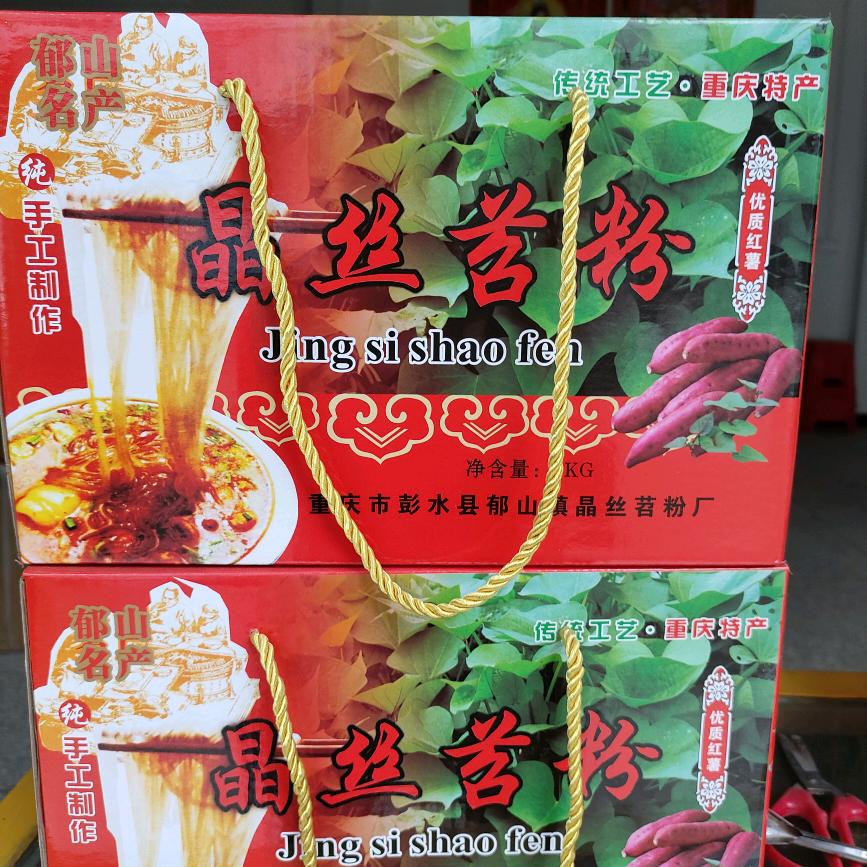 郁山
名产
传统工艺·重庆特产
纯手工制作
优质红薯
晶丝苕粉
Jing si shao fen
净含量: KG
重庆市彭水县郁山镇晶丝苕粉厂
郁山
名产
传统工艺·重庆特产
纯手工制作
优质红薯
晶丝苕粉
Jing si shao fen